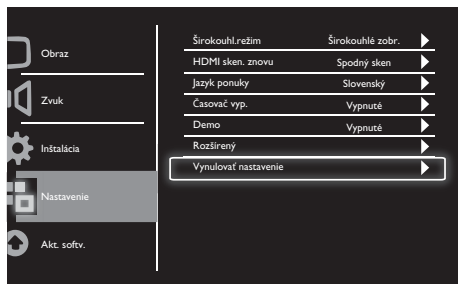 Obraz
Zvuk
Inštalácia
Nastavenie
Akt. softv.
Širokouhl.režim Širokouhlé zobr.
HDMI sken. znovu Spodný sken
Jazyk ponuky Slovenský
Časovač vyp. Vypnuté
Demo Vypnuté
Rozšírený
Vynulovať nastavenie